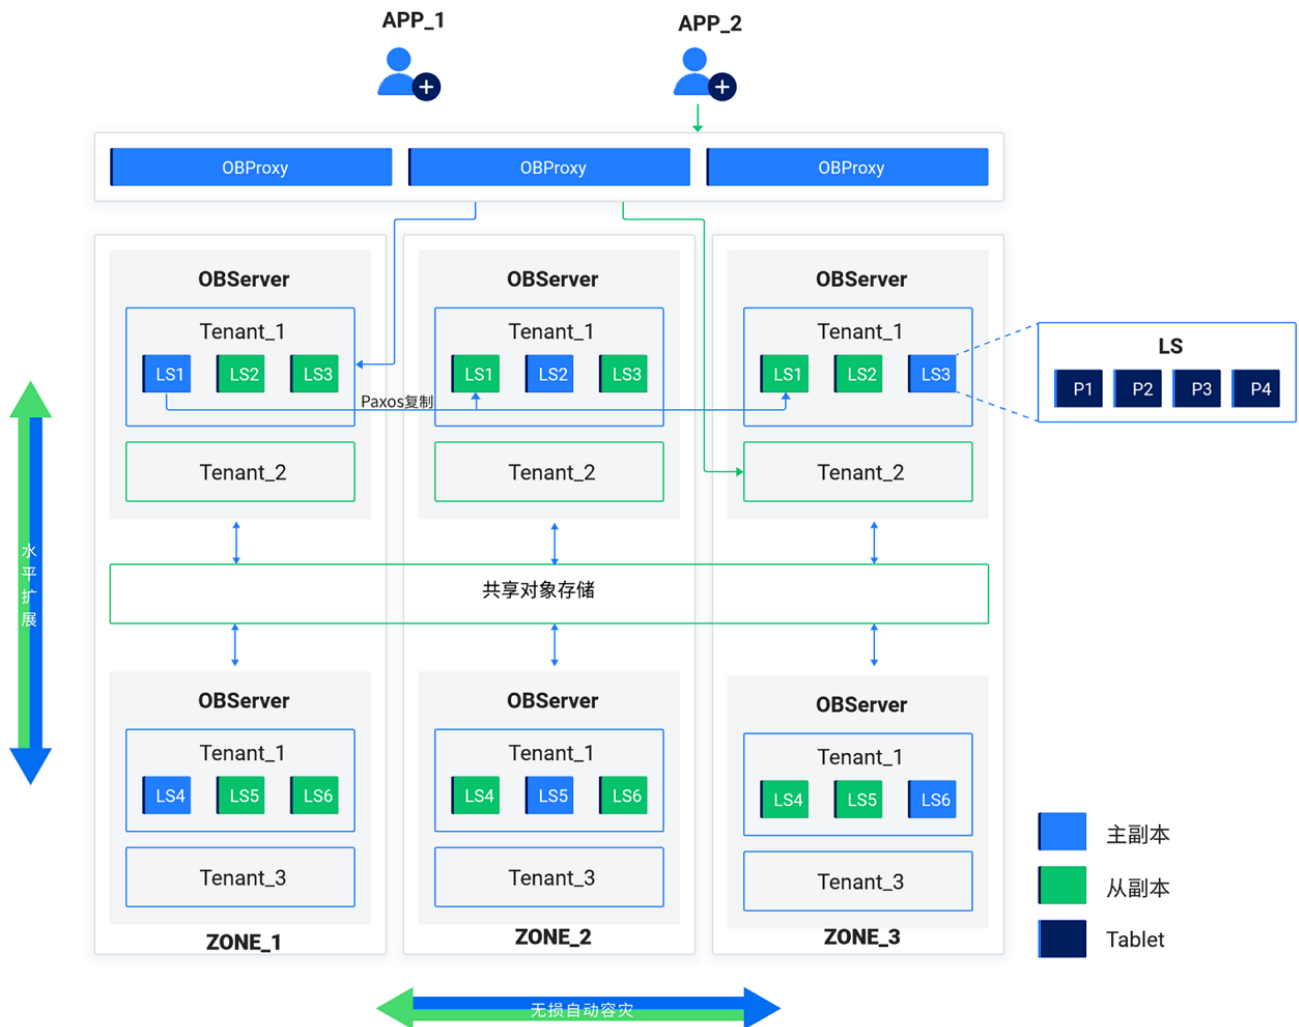 APP_1
APP_2
OBProxy
OBProxy
OBProxy
OBServer
OBServer
OBServer
Tenant_1
Tenant_1
Tenant_1
LS1
LS2
LS3
LS1
LS2
LS3
LS1
LS2
LS3
LS
P1
P2
P3
P4
Paxos复制
Tenant_2
Tenant_2
Tenant_2
水平扩展
共享对象存储
OBServer
OBServer
OBServer
Tenant_1
Tenant_1
Tenant_1
LS4
LS5
LS6
LS4
LS5
LS6
LS4
LS5
LS6
Tenant_3
Tenant_3
Tenant_3
ZONE_1
ZONE_2
ZONE_3
主副本
从副本
Tablet
无损自动容灾